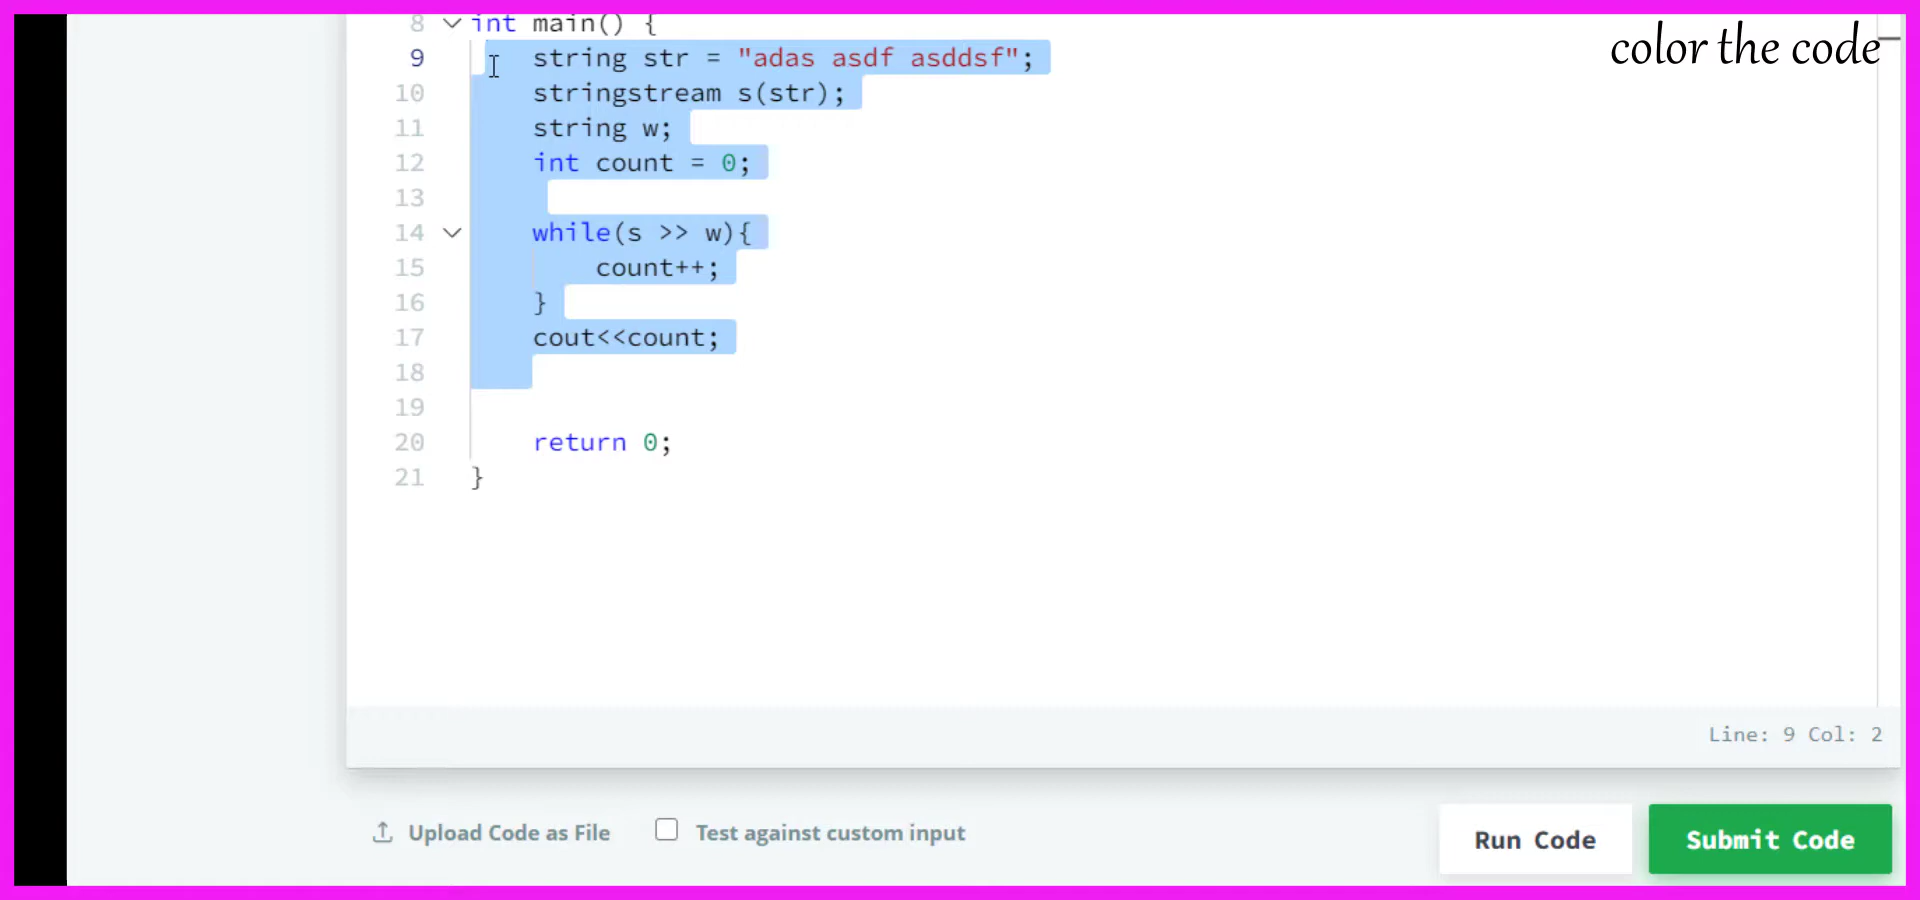 color the code
8 int main() {
9 string str = "adas asdf asddsf";
10 stringstream s(str);
11 string w;
12 int count = 0;
13
14 while(s >> w){
15 count++;
16 }
17 cout<<count;
18
19
20 return 0;
21 }
Line: 9 Col: 2
Upload Code as File Test against custom input Run Code Submit Code